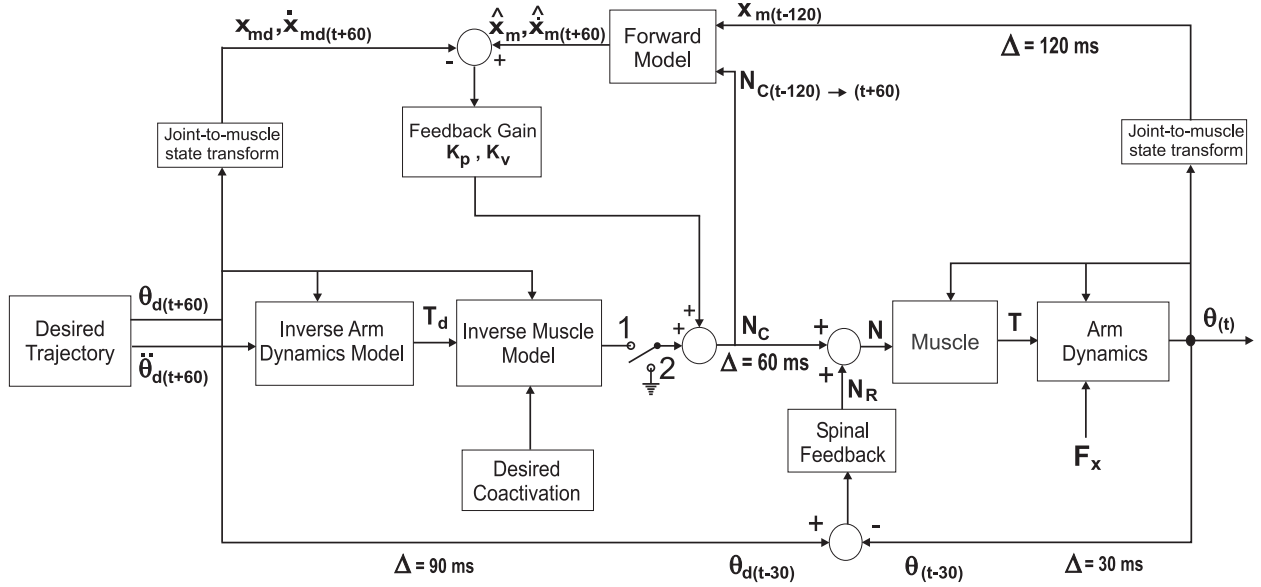 x_md, ẋ_md(t+60)
x̂_m, ẋ̂_m(t+60)
- +
Forward
Model
x_m(t-120)
Δ = 120 ms
N_C(t-120) → (t+60)
Joint-to-muscle
state transform
Feedback Gain
K_p , K_v
Joint-to-muscle
state transform
Desired
Trajectory
θ_d(t+60)
θ̈_d(t+60)
Inverse Arm
Dynamics Model
T_d
Inverse Muscle
Model
1
2
+
+
N_C
Δ = 60 ms
+
+
N
N_R
Muscle
T
Arm
Dynamics
θ_(t)
F_x
Desired
Coactivation
Spinal
Feedback
+ -
Δ = 90 ms
θ_d(t-30)
θ_(t-30)
Δ = 30 ms